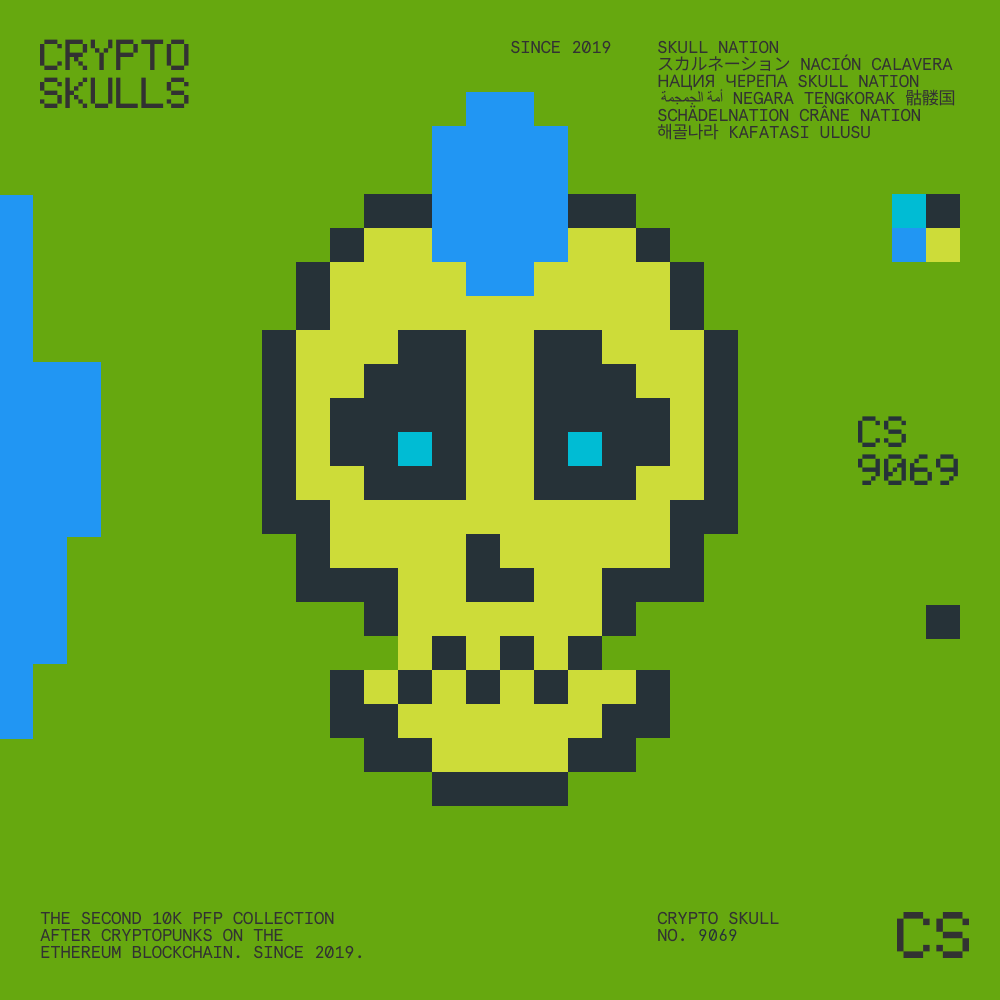 CRYPTO
SKULLS
SINCE 2019
SKULL NATION
スカルネーション NACIÓN CALAVERA
НАЦИЯ ЧЕРЕПА SKULL NATION
أمة الجمجمة NEGARA TENGKORAK 骷髅国
SCHÄDELNATION CRÂNE NATION
해골나라 KAFATASI ULUSU
CS
9069
THE SECOND 10K PFP COLLECTION
AFTER CRYPTOPUNKS ON THE
ETHEREUM BLOCKCHAIN. SINCE 2019.
CRYPTO SKULL
NO. 9069
CS